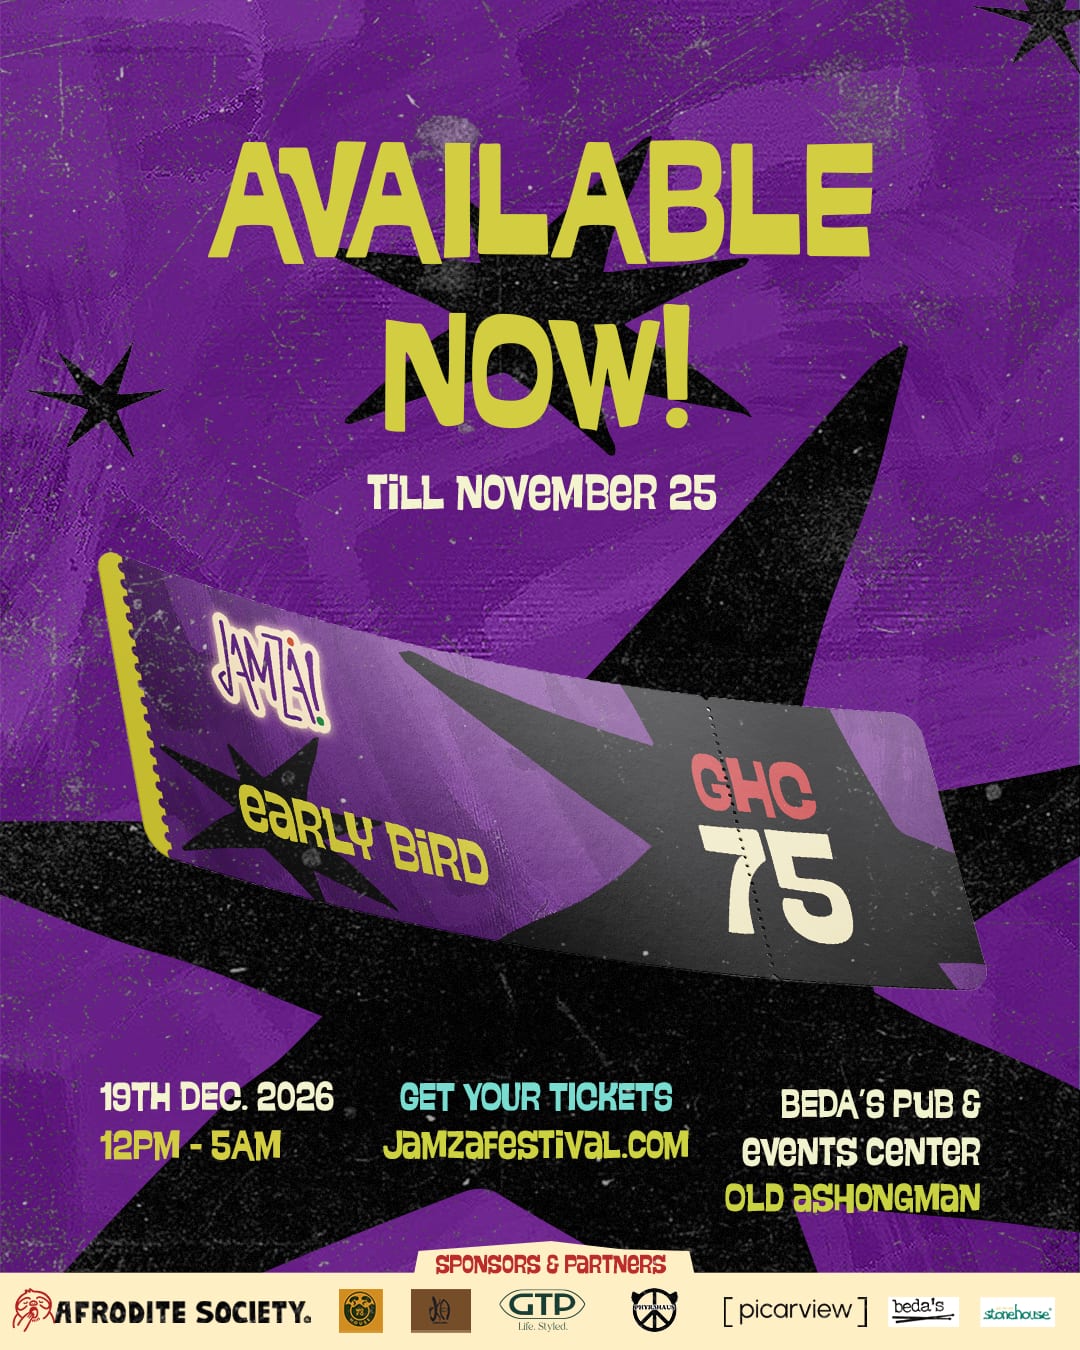 AVAILABLE
NOW!
TiLL NOVeMBeR 25
JAMZA!
eaRLY BiRD
GHC
75
19TH DEC. 2026
12PM - 5AM
GET YOUR TICKETS
JaMZaFeSTiVaL.COM
BEDA'S PuB &
eVeNTS CeNTeR
OLD aSHONGMaN
SPONSORS & PaRTNeRS
AFRODITE SOCIETY.
GTP
Life. Styled.
[ picarview ]
beda's
stonehouse